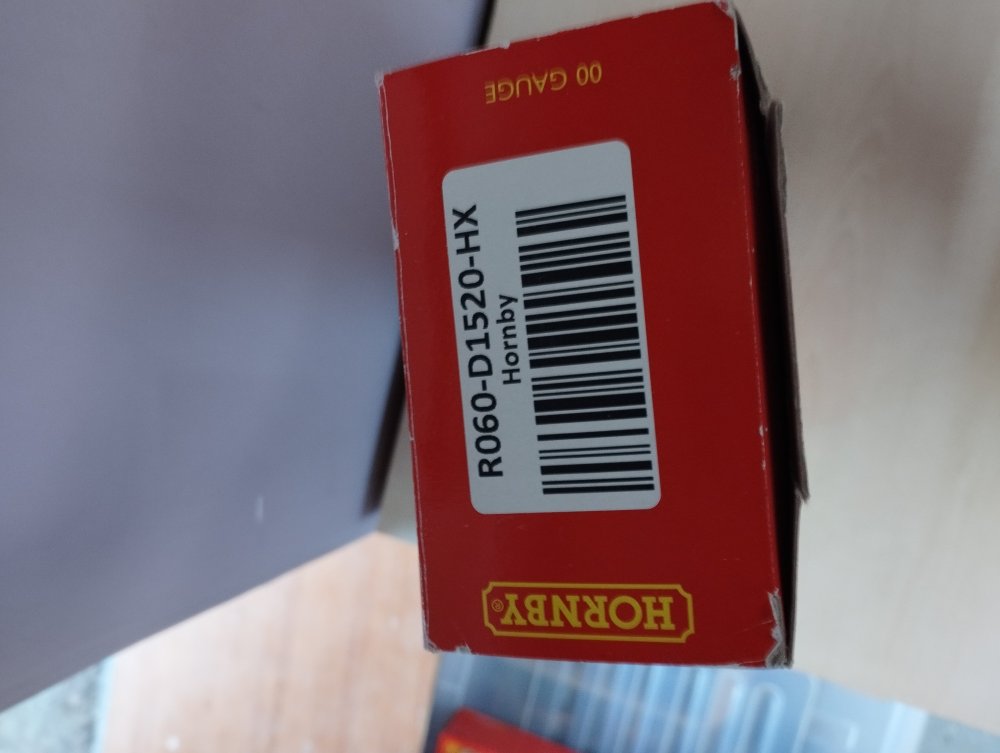 HORNBY®
R060-D1520-HX
Hornby
00 GAUGE